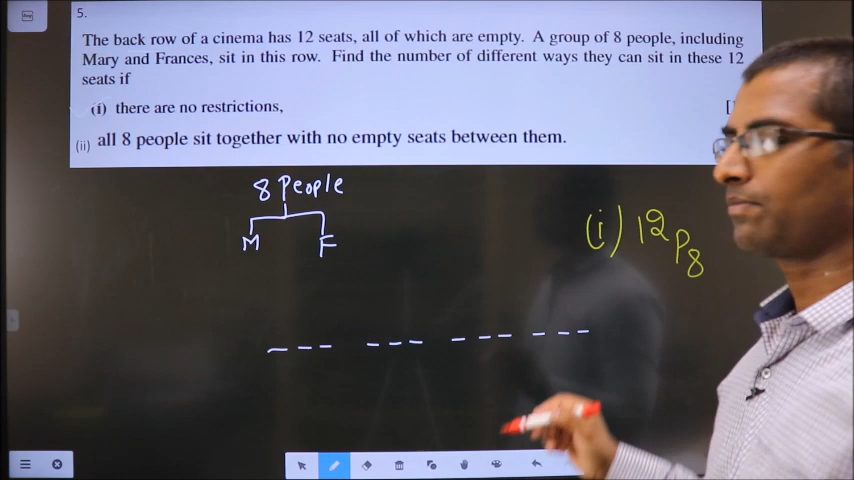 5.
The back row of a cinema has 12 seats, all of which are empty. A group of 8 people, including
Mary and Frances, sit in this row. Find the number of different ways they can sit in these 12
seats if
(i) there are no restrictions,
(ii) all 8 people sit together with no empty seats between them.
8 People
M F
(i) 12P8